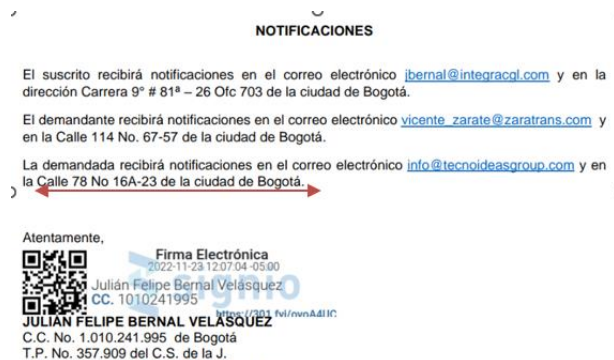 NOTIFICACIONES
El suscrito recibirá notificaciones en el correo electrónico jbernal@integracgl.com y en la
dirección Carrera 9° # 81ª – 26 Ofc 703 de la ciudad de Bogotá.
El demandante recibirá notificaciones en el correo electrónico vicente_zarate@zaratrans.com y
en la Calle 114 No. 67-57 de la ciudad de Bogotá.
La demandada recibirá notificaciones en el correo electrónico info@tecnoideasgroup.com y en
la Calle 78 No 16A-23 de la ciudad de Bogotá.
Atentamente,
Firma Electrónica
2022-11-23 12:07:04 -05:00
signio
Julián Felipe Bernal Velásquez
CC. 1010241995
JULIÁN FELIPE BERNAL VELÁSQUEZ
C.C. No. 1.010.241.995 de Bogotá
T.P. No. 357.909 del C.S. de la J.